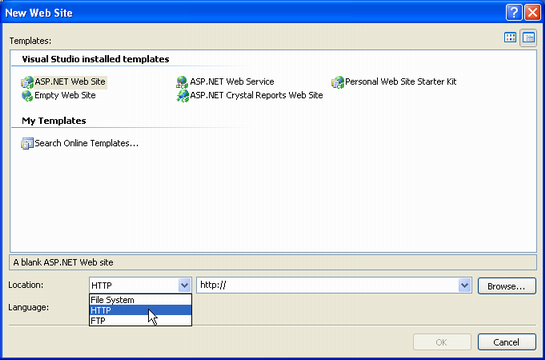 New Web Site
Templates:
Visual Studio installed templates
ASP.NET Web Site ASP.NET Web Service Personal Web Site Starter Kit
Empty Web Site ASP.NET Crystal Reports Web Site
My Templates
Search Online Templates...
A blank ASP.NET Web site
Location: HTTP http:// Browse...
File System
Language: HTTP
FTP
OK Cancel